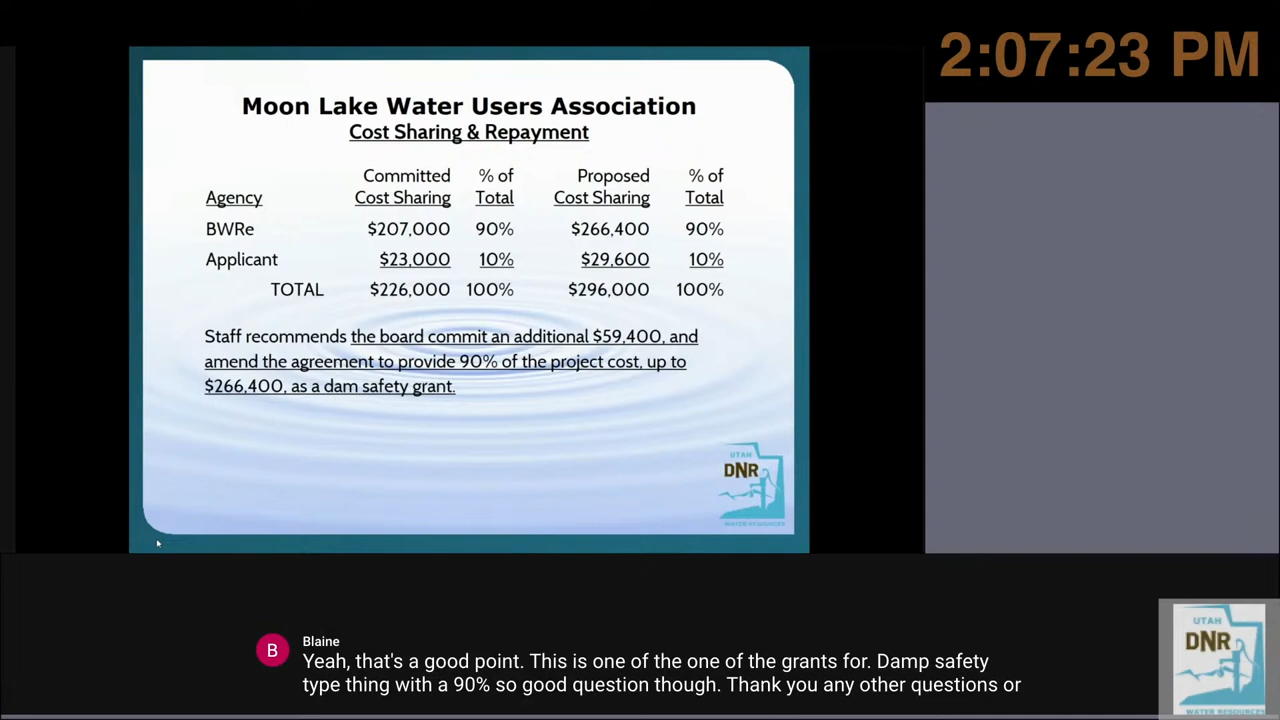 2:07:23 PM
Moon Lake Water Users Association
Cost Sharing & Repayment
Committed % of Proposed % of
Agency Cost Sharing Total Cost Sharing Total
BWRe $207,000 90% $266,400 90%
Applicant $23,000 10% $29,600 10%
TOTAL $226,000 100% $296,000 100%
Staff recommends the board commit an additional $59,400, and
amend the agreement to provide 90% of the project cost, up to
$266,400, as a dam safety grant.
UTAH
DNR
WATER RESOURCES
B
Blaine
Yeah, that's a good point. This is one of the one of the grants for. Damp safety
type thing with a 90% so good question though. Thank you any other questions or
UTAH
DNR
WATER RESOURCES